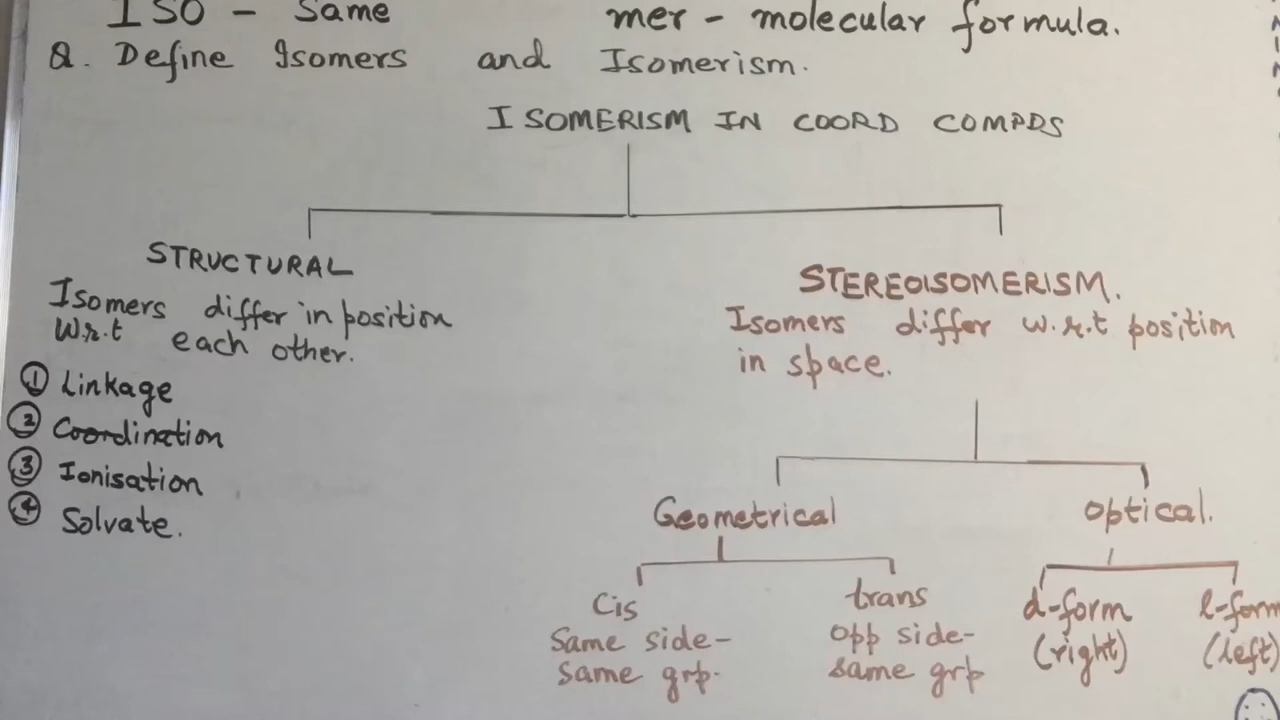 ISO - Same mer - molecular formula.
Q. Define Isomers and Isomerism.
ISOMERISM IN COORD COMPDS
STRUCTURAL
Isomers differ in position
w.r.t each other.
① Linkage
② Coordination
③ Ionisation
④ Solvate.
STEREOISOMERISM.
Isomers differ w.r.t position
in space.
Geometrical
Optical.
Cis
Same side-
Same grp.
trans
opp side-
same grp
d-form
(right)
l-form
(left)